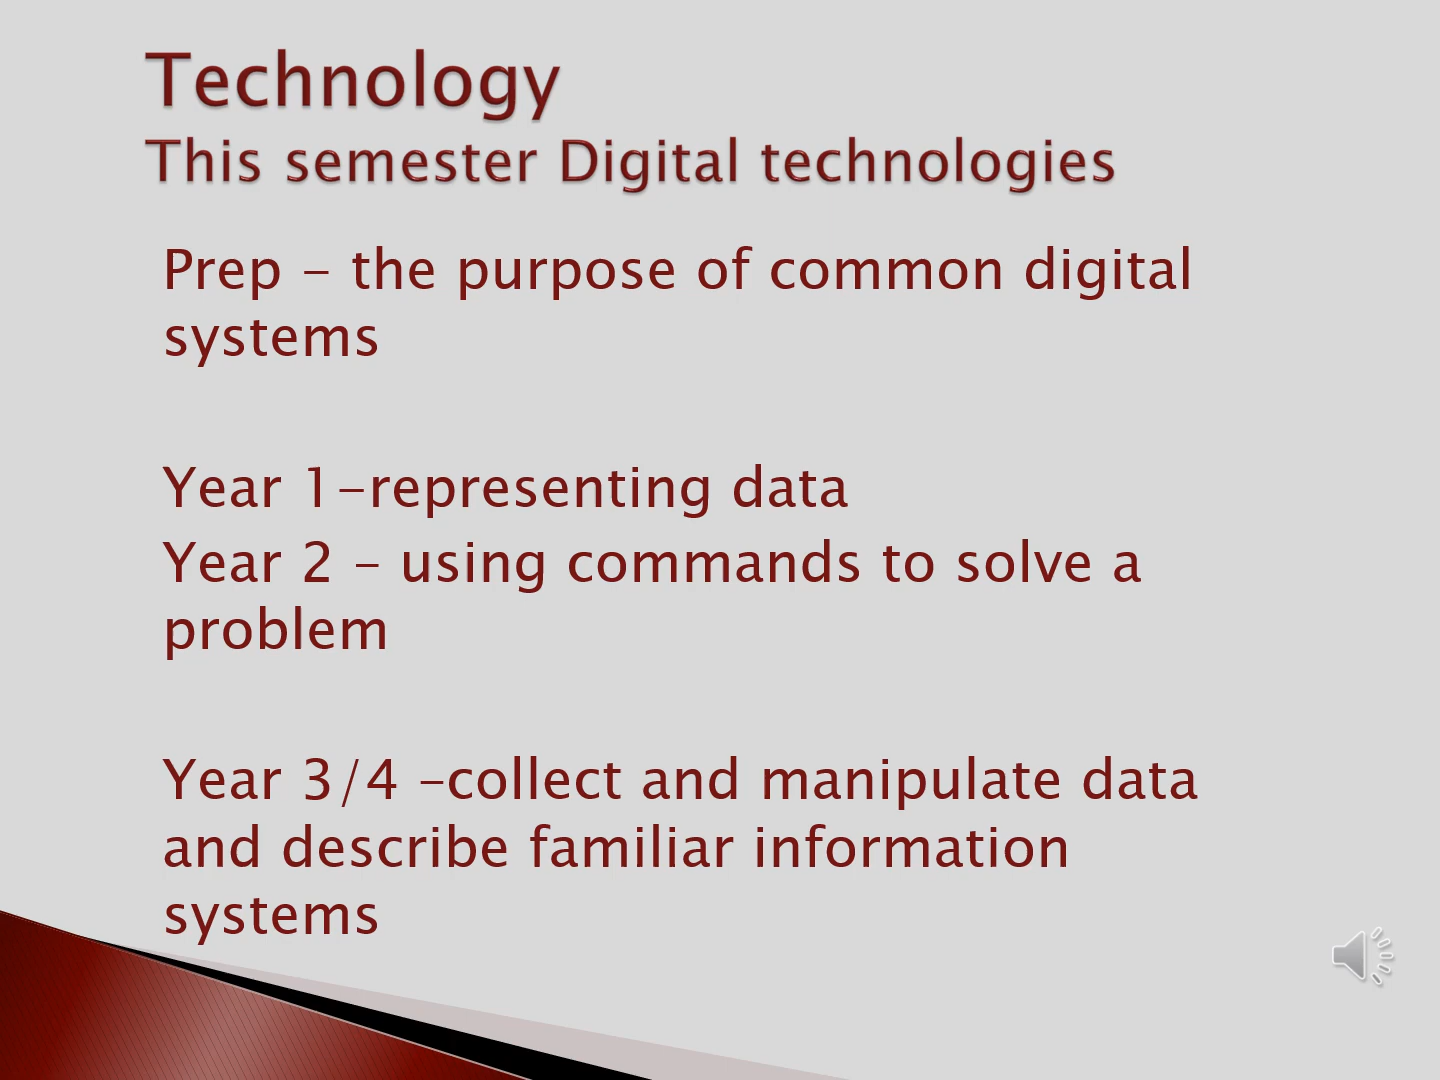 Technology
This semester Digital technologies
Prep – the purpose of common digital
systems
Year 1-representing data
Year 2 – using commands to solve a
problem
Year 3/4 –collect and manipulate data
and describe familiar information
systems